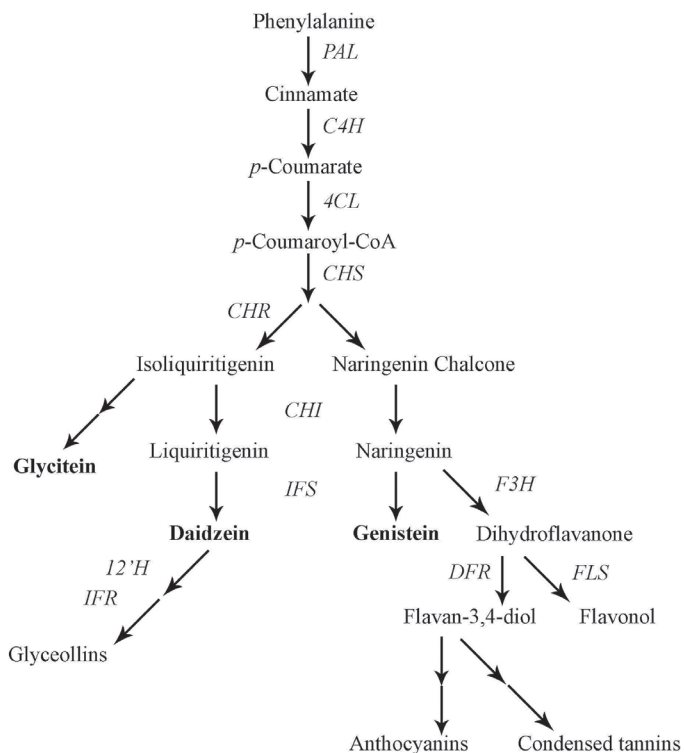 Phenylalanine
PAL
Cinnamate
C4H
p-Coumarate
4CL
p-Coumaroyl-CoA
CHS
CHR
Isoliquiritigenin Naringenin Chalcone
CHI
Glycitein Liquiritigenin Naringenin
IFS F3H
Daidzein Genistein Dihydroflavanone
12’H DFR FLS
IFR
Flavan-3,4-diol Flavonol
Glyceollins
Anthocyanins Condensed tannins